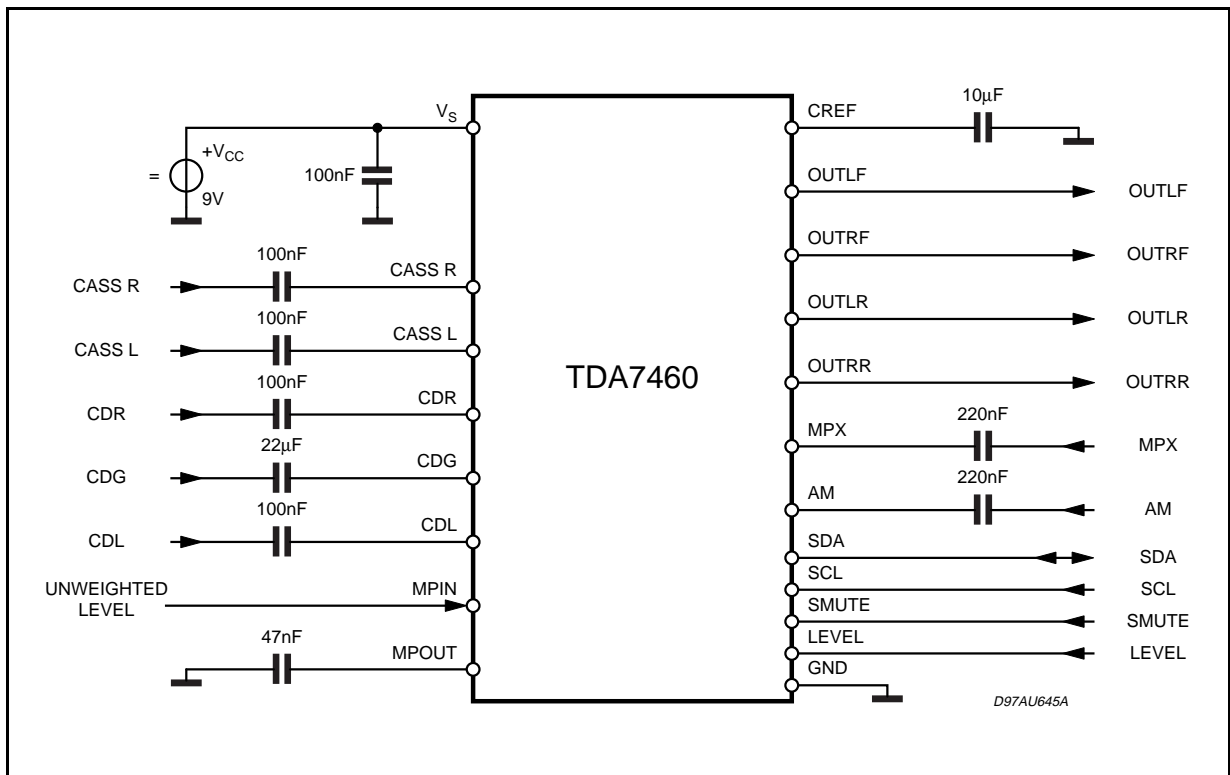 V_S
+V_CC
=
9V
100nF
100nF
CASS R
CASS R
100nF
CASS L
CASS L
100nF
CDR
CDR
22μF
CDG
CDG
100nF
CDL
CDL
UNWEIGHTED
LEVEL
MPIN
47nF
MPOUT
TDA7460
CREF
10μF
OUTLF
OUTLF
OUTRF
OUTRF
OUTLR
OUTLR
OUTRR
OUTRR
MPX
220nF
MPX
AM
220nF
AM
SDA
SDA
SCL
SCL
SMUTE
SMUTE
LEVEL
LEVEL
GND
D97AU645A